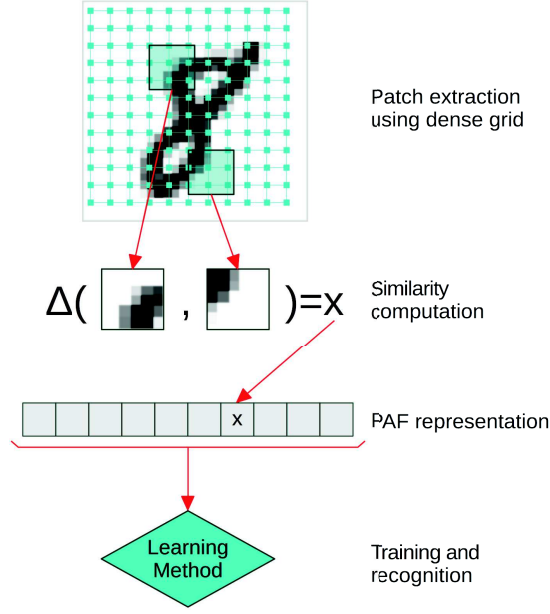 Patch extraction
using dense grid
Δ( , )=x
Similarity
computation
x
PAF representation
Learning
Method
Training and
recognition